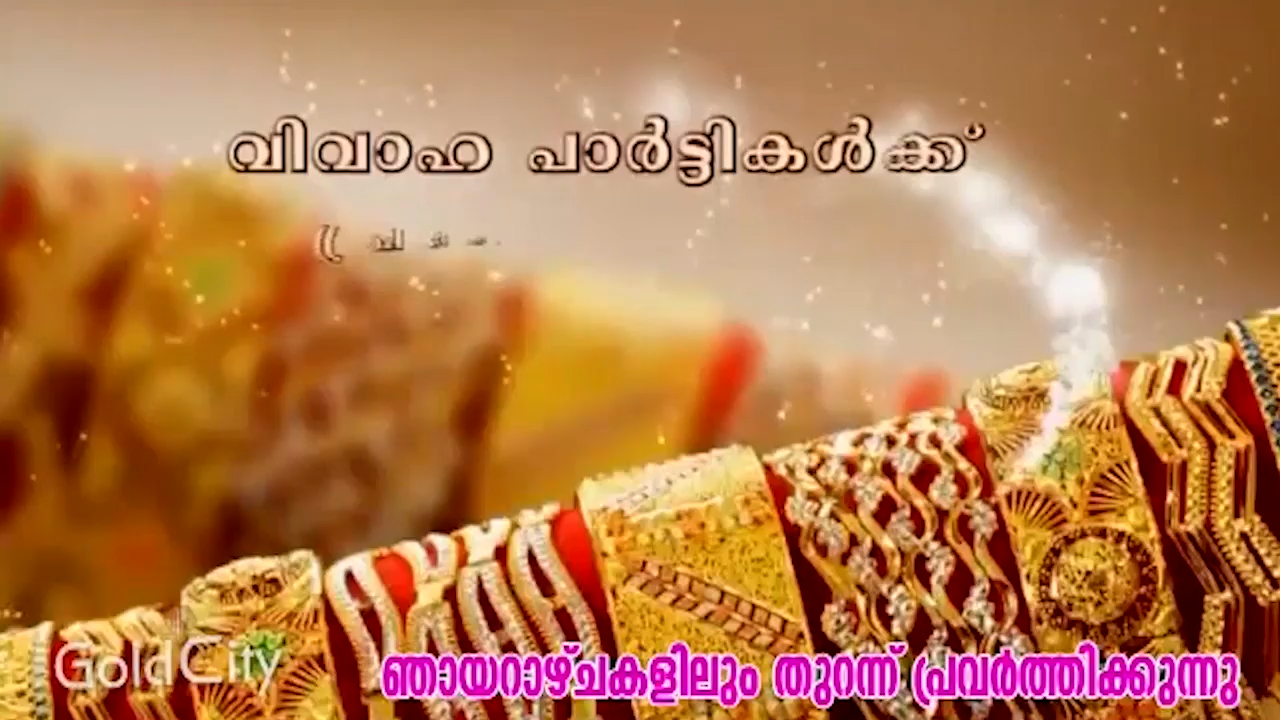 വിവാഹ പാർട്ടികൾക്ക്
GoldCity
ഞായറാഴ്ചകളിലും തുറന്ന് പ്രവർത്തിക്കുന്നു